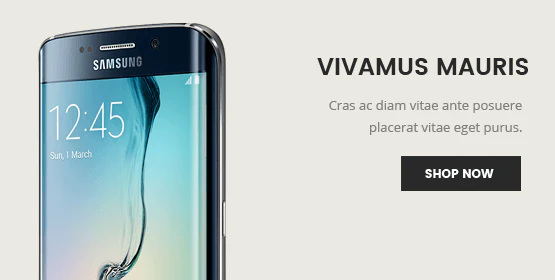 SAMSUNG
12:45
Sun, 1 March
VIVAMUS MAURIS
Cras ac diam vitae ante posuere
placerat vitae eget purus.
SHOP NOW